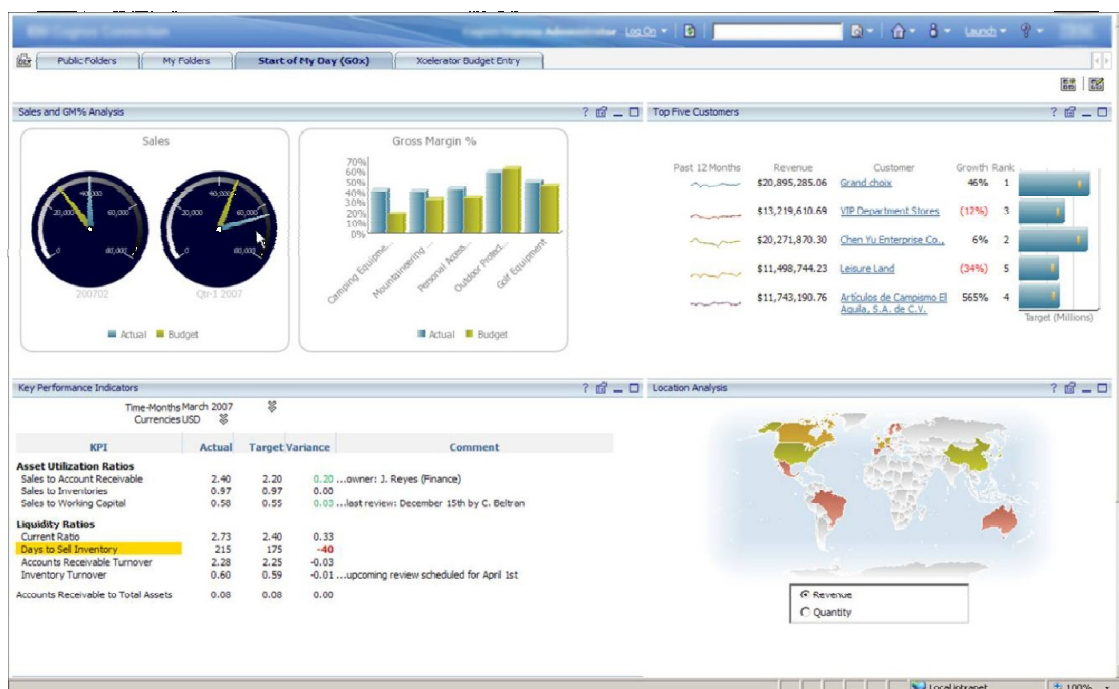 Log On
Launch
Public Folders
My Folders
Start of My Day (GOx)
Xcelerator Budget Entry
Sales and GM% Analysis
Sales
20,000
40,000
60,000
0
80,000
200702
20,000
40,000
60,000
0
80,000
Qtr-1 2007
Actual
Budget
Gross Margin %
70%
60%
50%
40%
30%
20%
10%
0%
Camping Equipme...
Mountaineering ...
Personal Acces...
Outdoor Protect...
Golf Equipment
Actual
Budget
Top Five Customers
Past 12 Months Revenue Customer Growth Rank
$20,895,285.06 Grand choix 46% 1
$13,219,610.69 VIP Department Stores (12%) 3
$20,271,870.30 Chen Yu Enterprise Co., 6% 2
$11,498,744.23 Leisure Land (34%) 5
$11,743,190.76 Artículos de Campismo El 565% 4
Aguila, S.A. de C.V.
Target (Millions)
Key Performance Indicators
Time-Months March 2007
Currencies USD
KPI Actual Target Variance Comment
Asset Utilization Ratios
Sales to Account Receivable 2.40 2.20 0.20 ...owner: J. Reyes (Finance)
Sales to Inventories 0.97 0.97 0.00
Sales to Working Capital 0.58 0.55 0.03 ...last review: December 15th by C. Beltran
Liquidity Ratios
Current Ratio 2.73 2.40 0.33
Days to Sell Inventory 215 175 -40
Accounts Receivable Turnover 2.28 2.25 -0.03
Inventory Turnover 0.60 0.59 -0.01 ...upcoming review scheduled for April 1st
Accounts Receivable to Total Assets 0.08 0.08 0.00
Location Analysis
Revenue
Quantity
Local intranet
100%